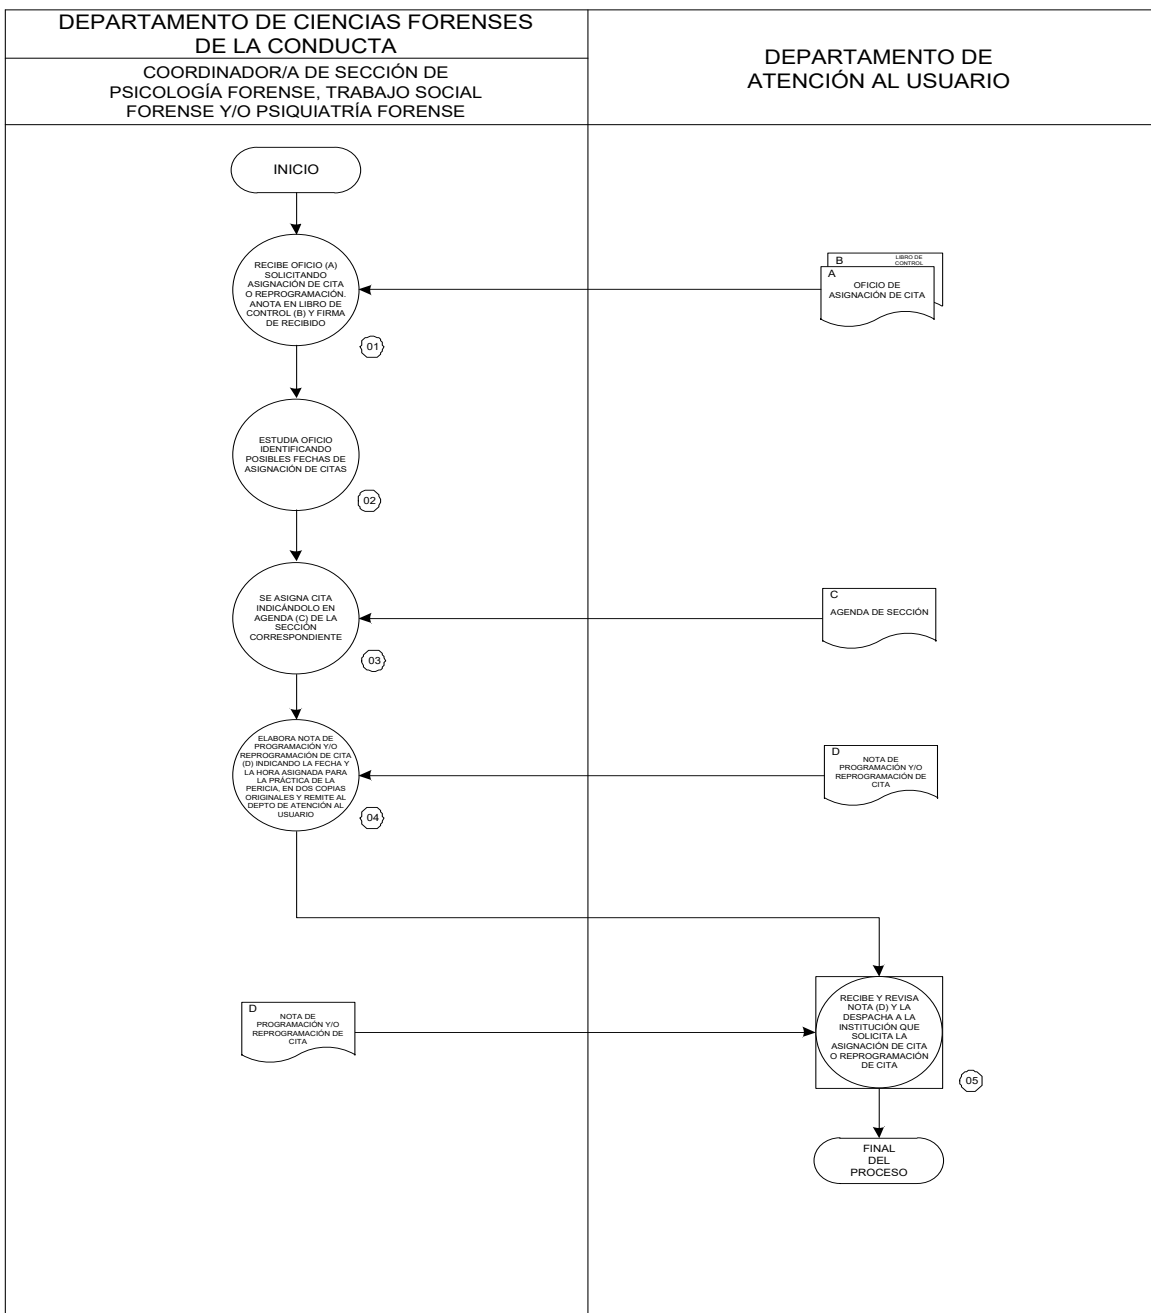 DEPARTAMENTO DE CIENCIAS FORENSES
DE LA CONDUCTA
COORDINADOR/A DE SECCIÓN DE
PSICOLOGÍA FORENSE, TRABAJO SOCIAL
FORENSE Y/O PSIQUIATRÍA FORENSE
DEPARTAMENTO DE
ATENCIÓN AL USUARIO
INICIO
RECIBE OFICIO (A)
SOLICITANDO
ASIGNACIÓN DE CITA
O REPROGRAMACIÓN.
ANOTA EN LIBRO DE
CONTROL (B) Y FIRMA
DE RECIBIDO
01
B
LIBRO DE
CONTROL
A
OFICIO DE
ASIGNACIÓN DE CITA
ESTUDIA OFICIO
IDENTIFICANDO
POSIBLES FECHAS DE
ASIGNACIÓN DE CITAS
02
SE ASIGNA CITA
INDICÁNDOLO EN
AGENDA (C) DE LA
SECCIÓN
CORRESPONDIENTE
03
C
AGENDA DE SECCIÓN
ELABORA NOTA DE
PROGRAMACIÓN Y/O
REPROGRAMACIÓN DE CITA
(D) INDICANDO LA FECHA Y
LA HORA ASIGNADA PARA
LA PRÁCTICA DE LA
PERICIA, EN DOS COPIAS
ORIGINALES Y REMITE AL
DEPTO DE ATENCIÓN AL
USUARIO
04
D
NOTA DE
PROGRAMACIÓN Y/O
REPROGRAMACIÓN DE
CITA
D
NOTA DE
PROGRAMACIÓN Y/O
REPROGRAMACIÓN DE
CITA
RECIBE Y REVISA
NOTA (D) Y LA
DESPACHA A LA
INSTITUCIÓN QUE
SOLICITA LA
ASIGNACIÓN DE CITA
O REPROGRAMACIÓN
DE CITA
05
FINAL
DEL
PROCESO